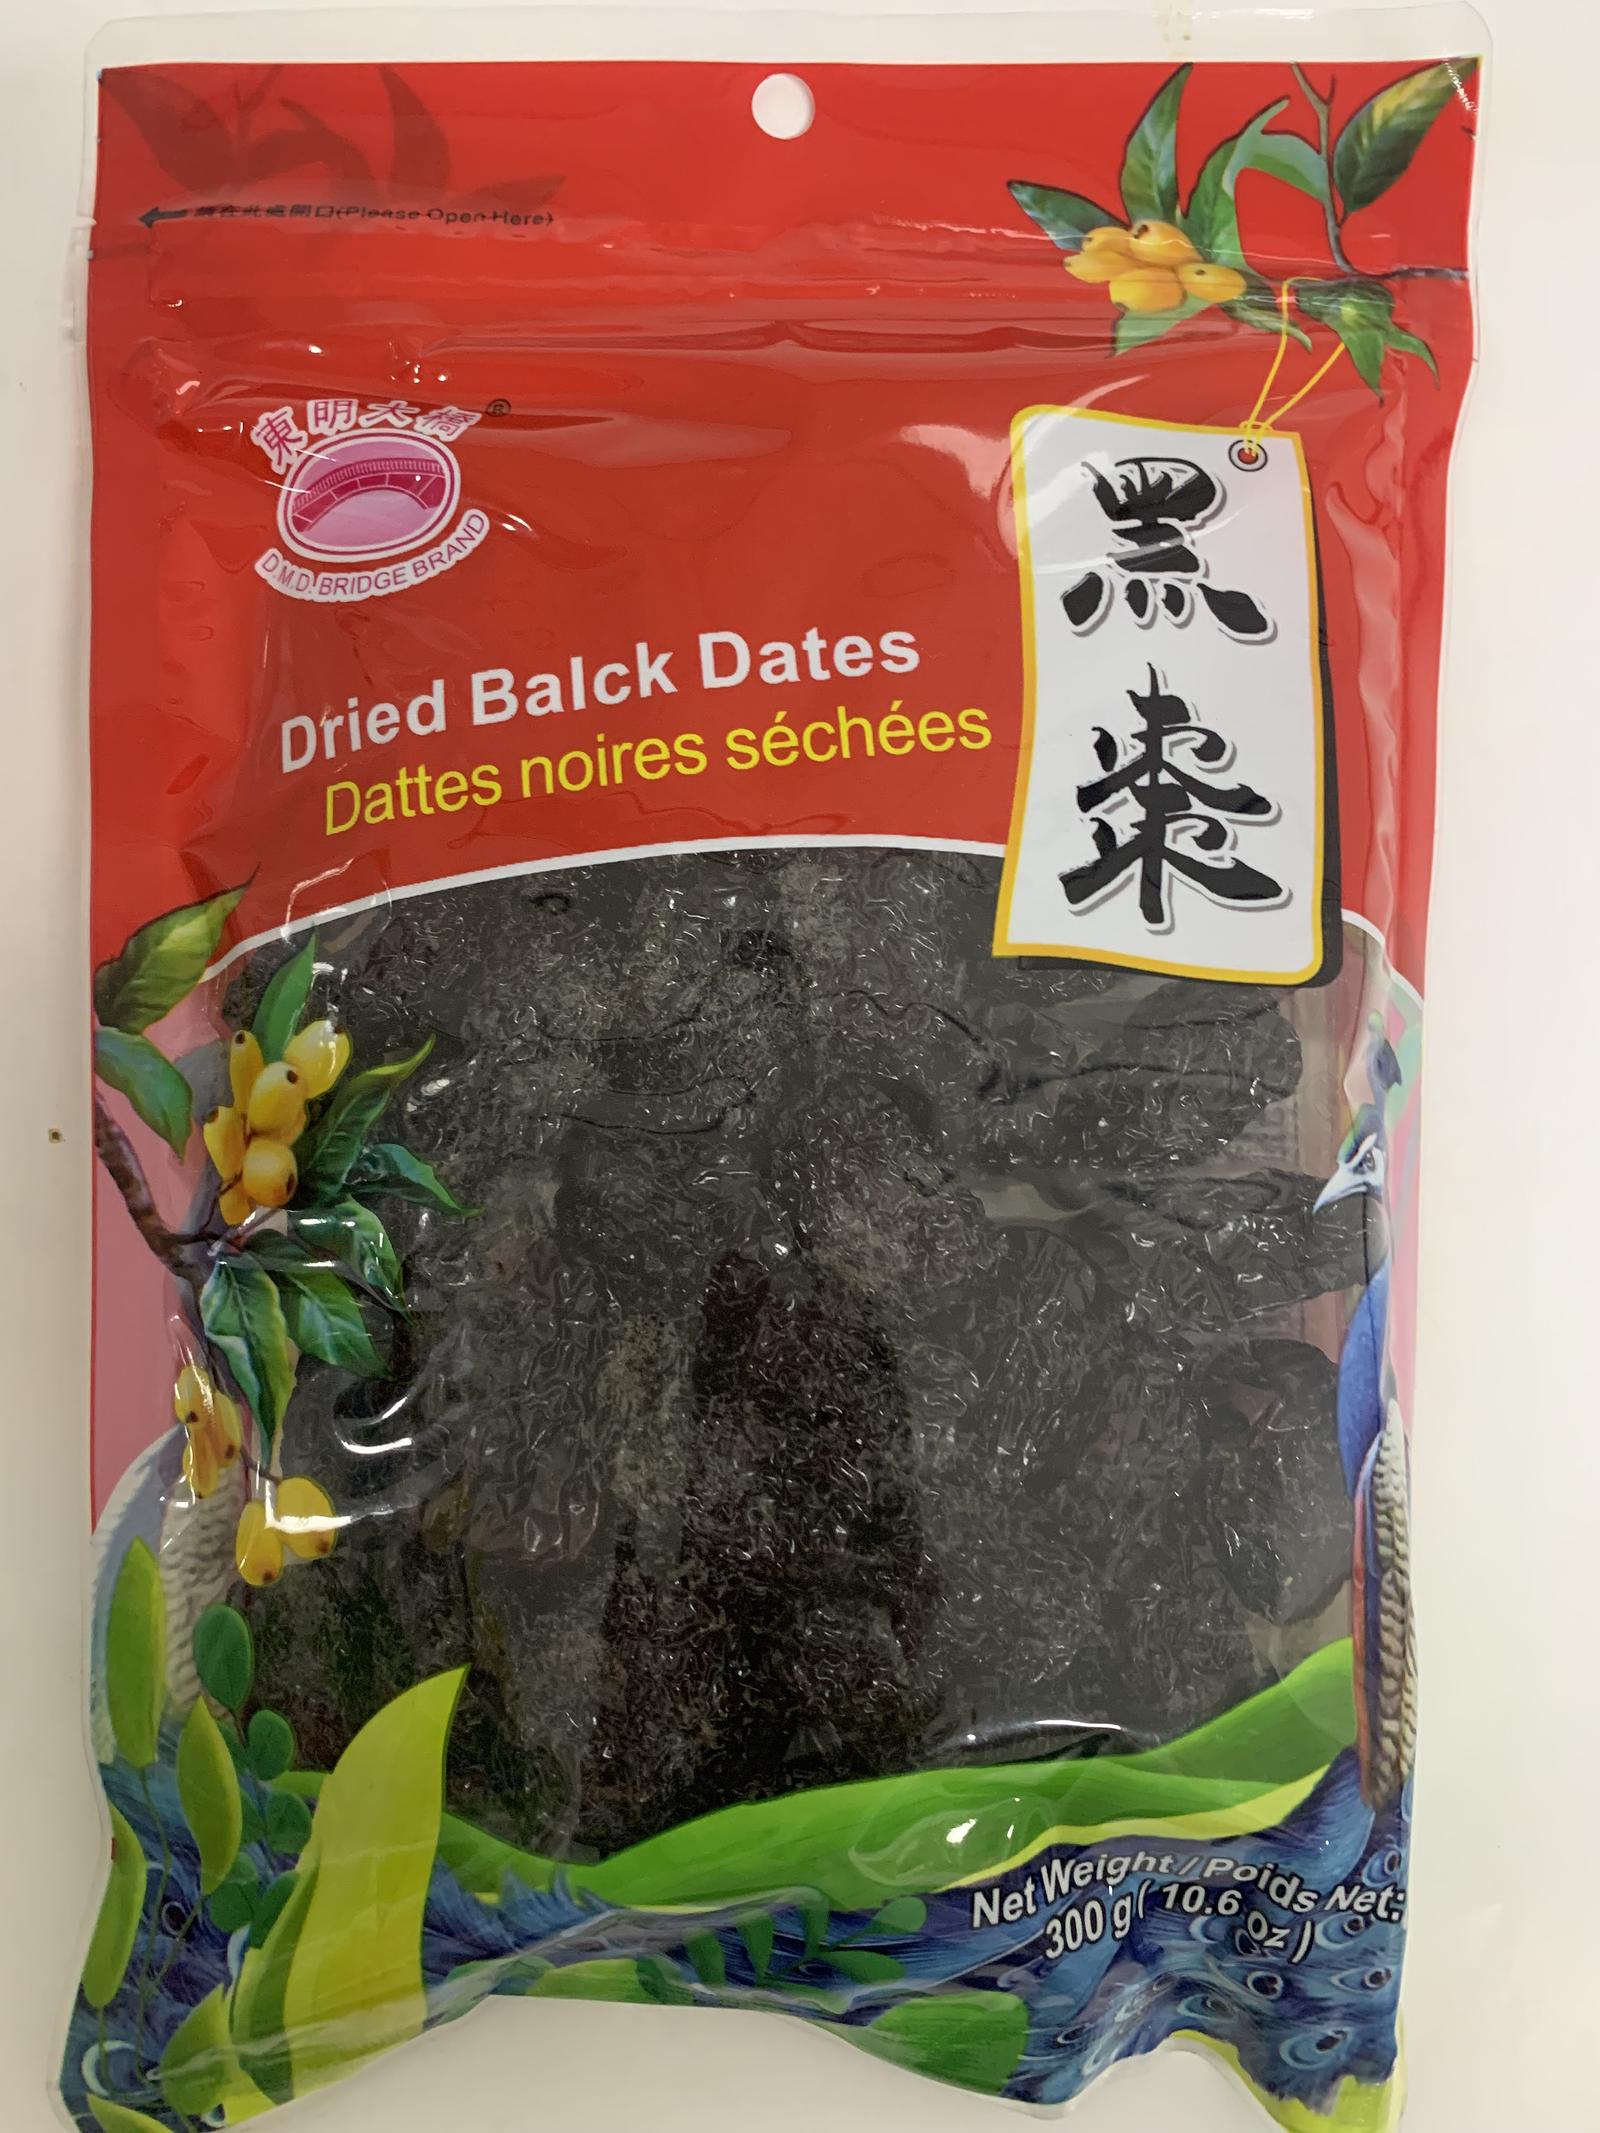 請在此處開口(Please Open Here)
東明大橋®
D.M.D. BRIDGE BRAND
黑棗
Dried Balck Dates
Dattes noires séchées
Net Weight / Poids Net:
300 g ( 10.6 Oz )